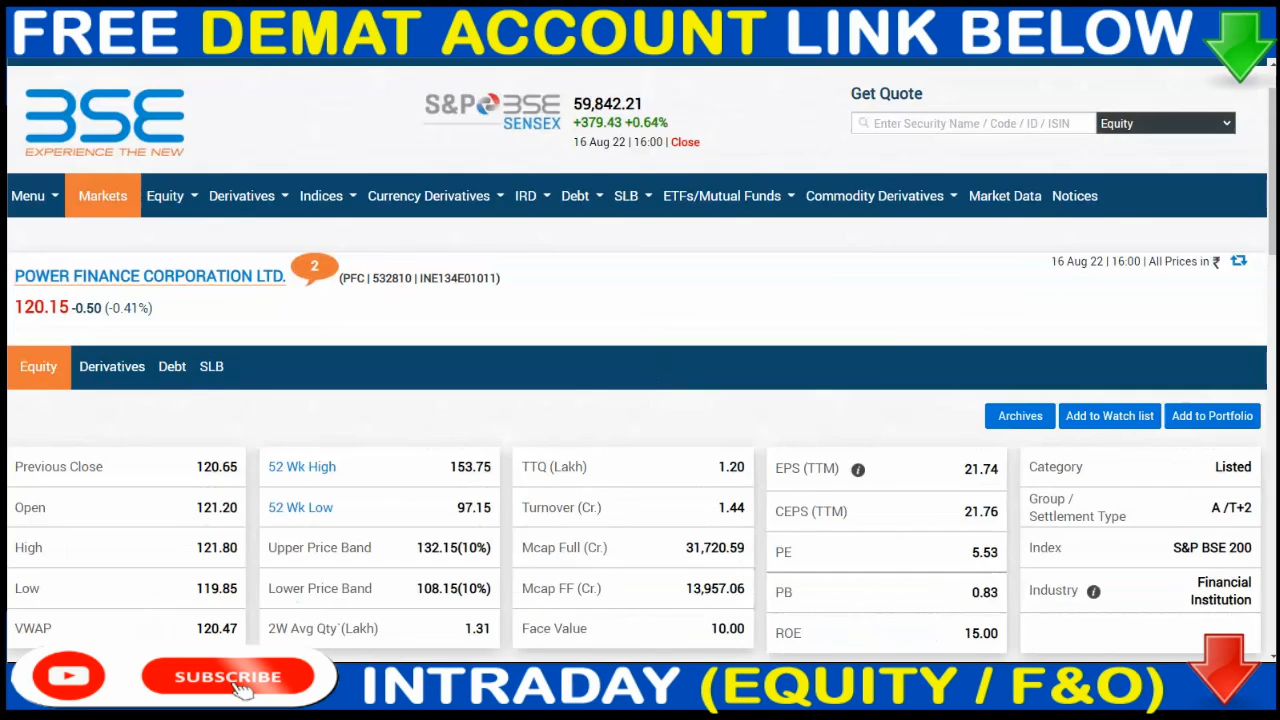 FREE DEMAT ACCOUNT LINK BELOW
BSE
EXPERIENCE THE NEW
S&P BSE
SENSEX
59,842.21
+379.43 +0.64%
16 Aug 22 | 16:00 | Close
Get Quote
Enter Security Name / Code / ID / ISIN Equity
Menu Markets Equity Derivatives Indices Currency Derivatives IRD Debt SLB ETFs/Mutual Funds Commodity Derivatives Market Data Notices
POWER FINANCE CORPORATION LTD. 2 (PFC | 532810 | INE134E01011)
16 Aug 22 | 16:00 | All Prices in ₹
120.15 -0.50 (-0.41%)
Equity Derivatives Debt SLB
Archives Add to Watch list Add to Portfolio
Previous Close 120.65
Open 121.20
High 121.80
Low 119.85
VWAP 120.47
52 Wk High 153.75
52 Wk Low 97.15
Upper Price Band 132.15(10%)
Lower Price Band 108.15(10%)
2W Avg Qty (Lakh) 1.31
TTQ (Lakh) 1.20
Turnover (Cr.) 1.44
Mcap Full (Cr.) 31,720.59
Mcap FF (Cr.) 13,957.06
Face Value 10.00
EPS (TTM) 21.74
CEPS (TTM) 21.76
PE 5.53
PB 0.83
ROE 15.00
Category Listed
Group /
Settlement Type A /T+2
Index S&P BSE 200
Industry Financial
Institution
SUBSCRIBE
INTRADAY (EQUITY / F&O)